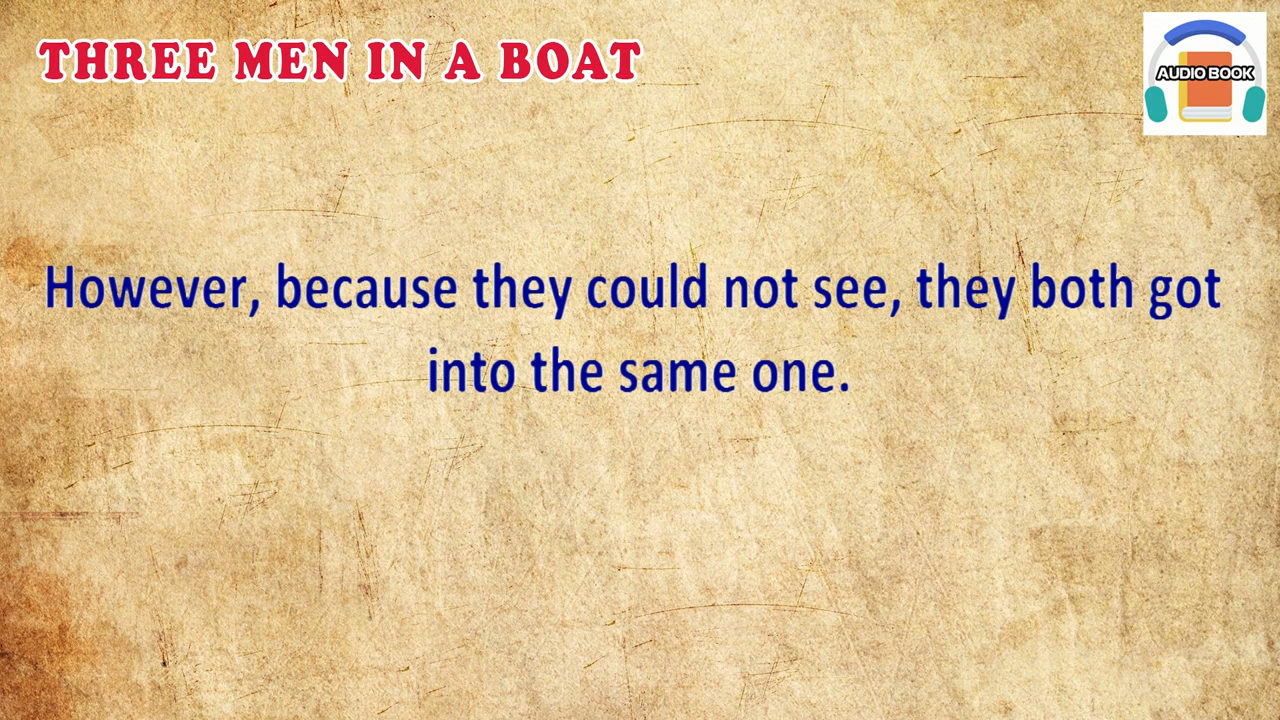 THREE MEN IN A BOAT
AUDIO BOOK
However, because they could not see, they both got
into the same one.